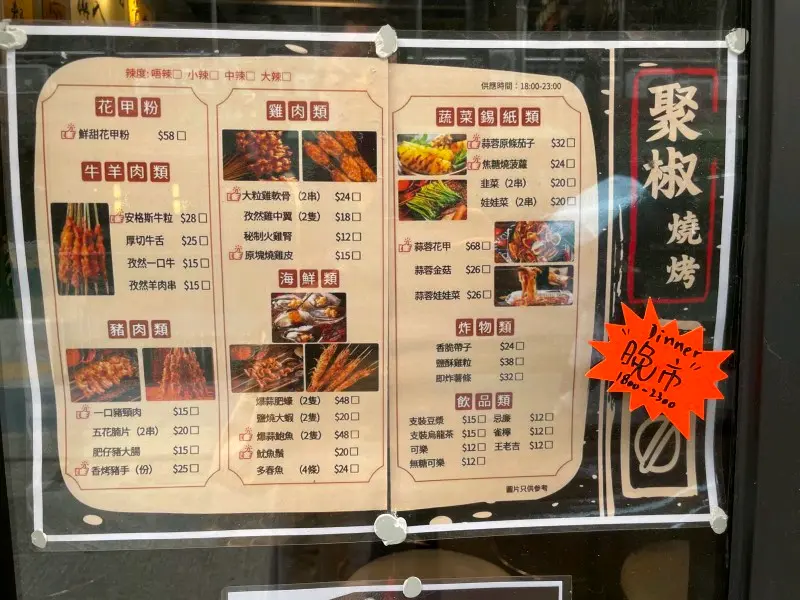 辣度:唔辣□ 小辣□ 中辣□ 大辣□
花甲粉
鮮甜花甲粉 $58□
牛羊肉類
安格斯牛粒 $28□
厚切牛舌 $25□
孜然一口牛 $15□
孜然羊肉串 $15□
豬肉類
一口豬頸肉 $15□
五花腩片(2串) $20□
肥仔豬大腸 $15□
香烤豬手(份) $25□
雞肉類
大粒雞軟骨(2串) $24□
孜然雞中翼(2隻) $18□
秘制火雞腎 $12□
原塊燒雞皮 $15□
海鮮類
爆蒜肥蠔(2隻) $48□
鹽燒大蝦(2隻) $20□
爆蒜鮑魚(2隻) $48□
魷魚鬚 $20□
多春魚(4條) $24□
供應時間:18:00-23:00
蔬菜錫紙類
蒜蓉原條茄子 $32□
焦糖燒菠蘿 $24□
韭菜(2串) $20□
娃娃菜(2串) $20□
蒜蓉花甲 $68□
蒜蓉金菇 $26□
蒜蓉娃娃菜 $26□
炸物類
香脆帶子 $24□
鹽酥雞粒 $38□
即炸薯條 $32□
飲品類
支裝豆漿 $15□ 忌廉 $12□
支裝烏龍茶 $15□ 雀檸 $12□
可樂 $12□ 王老吉 $12□
無糖可樂 $12□
圖片只供參考
聚椒
燒烤
Dinner
"晚市"
1800-2300